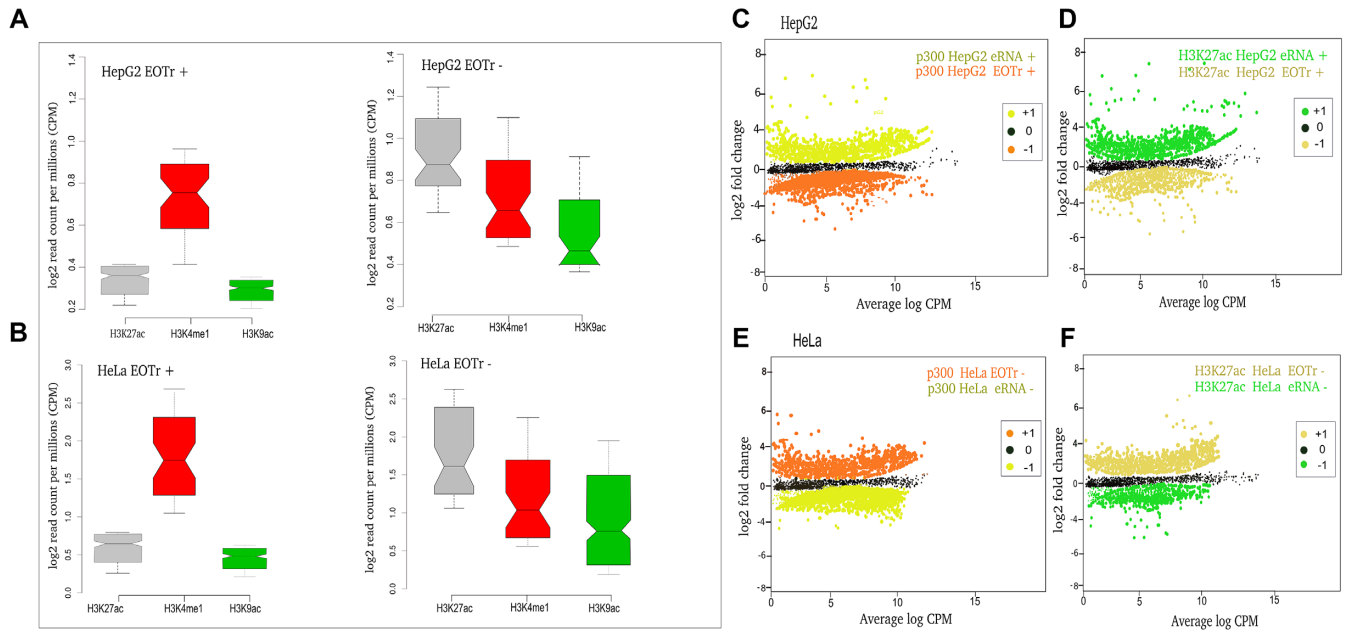 A
HepG2 EOTr +
log2 read count per millions (CPM)
1.4
1.2
1.0
0.8
0.6
0.4
0.2
H3K27ac H3K4me1 H3K9ac
HepG2 EOTr -
log2 read count per millions (CPM)
1.4
1.2
1.0
0.8
0.6
0.4
0.2
H3K27ac H3K4me1 H3K9ac
B
HeLa EOTr +
log2 read count per millions (CPM)
3.0
2.5
2.0
1.5
1.0
0.5
0.0
H3K27ac H3K4me1 H3K9ac
HeLa EOTr -
log2 read count per millions (CPM)
3.0
2.5
2.0
1.5
1.0
0.5
0.0
H3K27ac H3K4me1 H3K9ac
C
HepG2
p300 HepG2 eRNA +
p300 HepG2 EOTr +
+1
0
-1
log2 fold change
8
6
4
2
0
-4
6
-8
0 5 10 15
Average log CPM
D
H3K27ac HepG2 eRNA +
H3K27ac HepG2 EOTr +
+1
0
-1
log2 fold change
8
6
4
2
0
-4
-6
-8
0 5 10 15
Average log CPM
E
HeLa
p300 HeLa EOTr -
p300 HeLa eRNA -
+1
0
-1
log2 fold change
8
6
4
2
0
-4
6
-8
0 5 10 15
Average log CPM
F
H3K27ac HeLa EOTr -
H3K27ac HeLa eRNA -
+1
0
-1
log2 fold change
8
6
4
2
0
-4
6
-8
0 5 10 15
Average log CPM